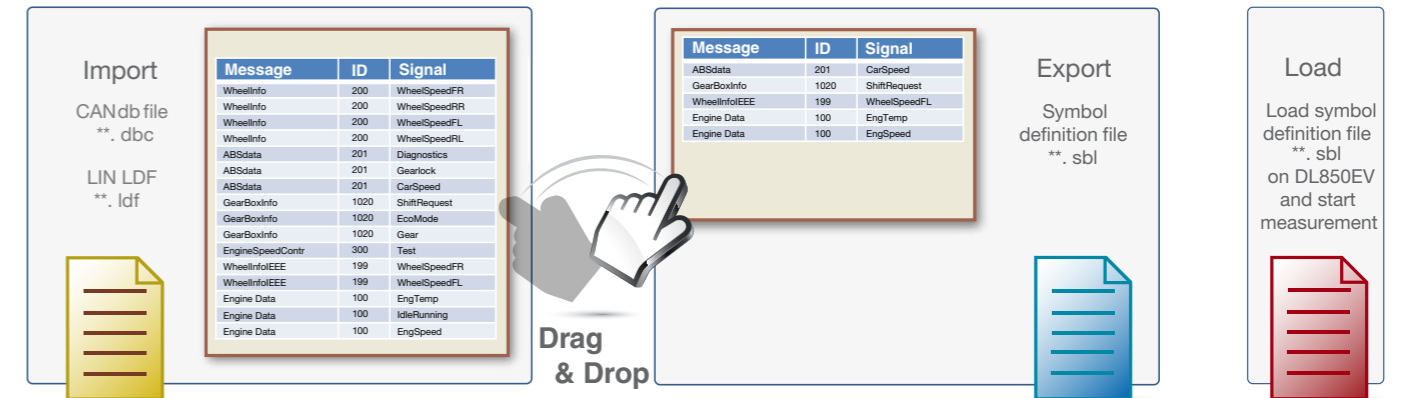 Import
CANdb file
**. dbc
LIN LDF
**. ldf
Message ID Signal
WheelInfo 200 WheelSpeedFR
WheelInfo 200 WheelSpeedRR
WheelInfo 200 WheelSpeedFL
WheelInfo 200 WheelSpeedRL
ABSdata 201 Diagnostics
ABSdata 201 Gearlock
ABSdata 201 CarSpeed
GearBoxInfo 1020 ShiftRequest
GearBoxInfo 1020 EcoMode
GearBoxInfo 1020 Gear
EngineSpeedContr 300 Test
WheelInfoIEEE 199 WheelSpeedFR
WheelInfoIEEE 199 WheelSpeedFL
Engine Data 100 EngTemp
Engine Data 100 IdleRunning
Engine Data 100 EngSpeed
Drag
& Drop
Message ID Signal
ABSdata 201 CarSpeed
GearBoxInfo 1020 ShiftRequest
WheelInfoIEEE 199 WheelSpeedFL
Engine Data 100 EngTemp
Engine Data 100 EngSpeed
Export
Symbol
definition file
**. sbl
Load
Load symbol
definition file
**. sbl
on DL850EV
and start
measurement